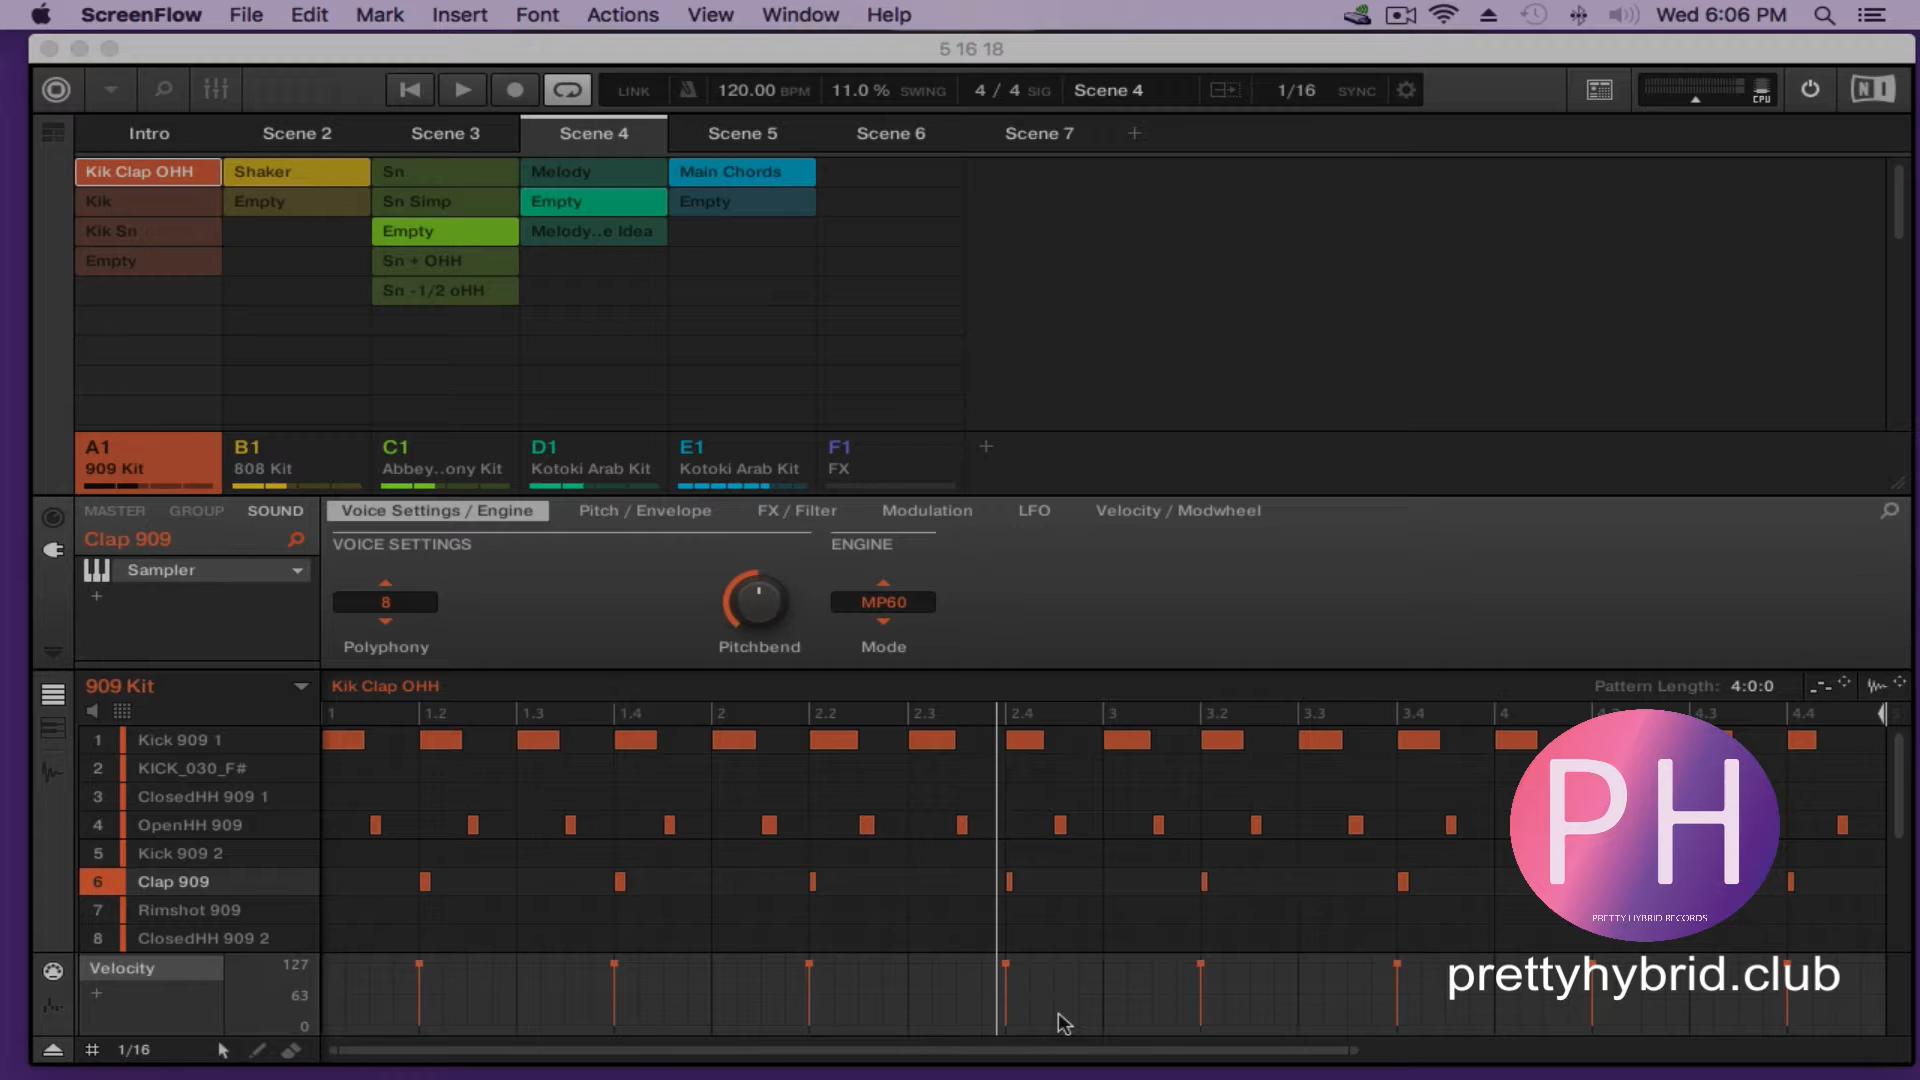 ScreenFlow File Edit Mark Insert Font Actions View Window Help Wed 6:06 PM
5 16 18
LINK 120.00 BPM 11.0 % SWING 4 / 4 SIG Scene 4 1/16 SYNC CPU NI
Intro Scene 2 Scene 3 Scene 4 Scene 5 Scene 6 Scene 7 +
Kik Clap OHH Shaker Sn Melody Main Chords
Kik Empty Sn Simp Empty Empty
Kik Sn Empty Melody..e Idea
Empty Sn + OHH
Sn -1/2 oHH
A1 B1 C1 D1 E1 F1 +
909 Kit 808 Kit Abbey..ony Kit Kotoki Arab Kit Kotoki Arab Kit FX
MASTER GROUP SOUND Voice Settings / Engine Pitch / Envelope FX / Filter Modulation LFO Velocity / Modwheel
Clap 909 VOICE SETTINGS ENGINE
Sampler
+
8 MP60
Polyphony Pitchbend Mode
909 Kit Kik Clap OHH Pattern Length: 4:0:0
1 1.2 1.3 1.4 2 2.2 2.3 2.4 3 3.2 3.3 3.4 4 4.3 4.4
1 Kick 909 1
2 KICK_030_F#
3 ClosedHH 909 1
4 OpenHH 909
5 Kick 909 2
6 Clap 909
7 Rimshot 909
8 ClosedHH 909 2
PH
PRETTY HYBRID RECORDS
prettyhybrid.club
Velocity 127
+ 63
0
1/16